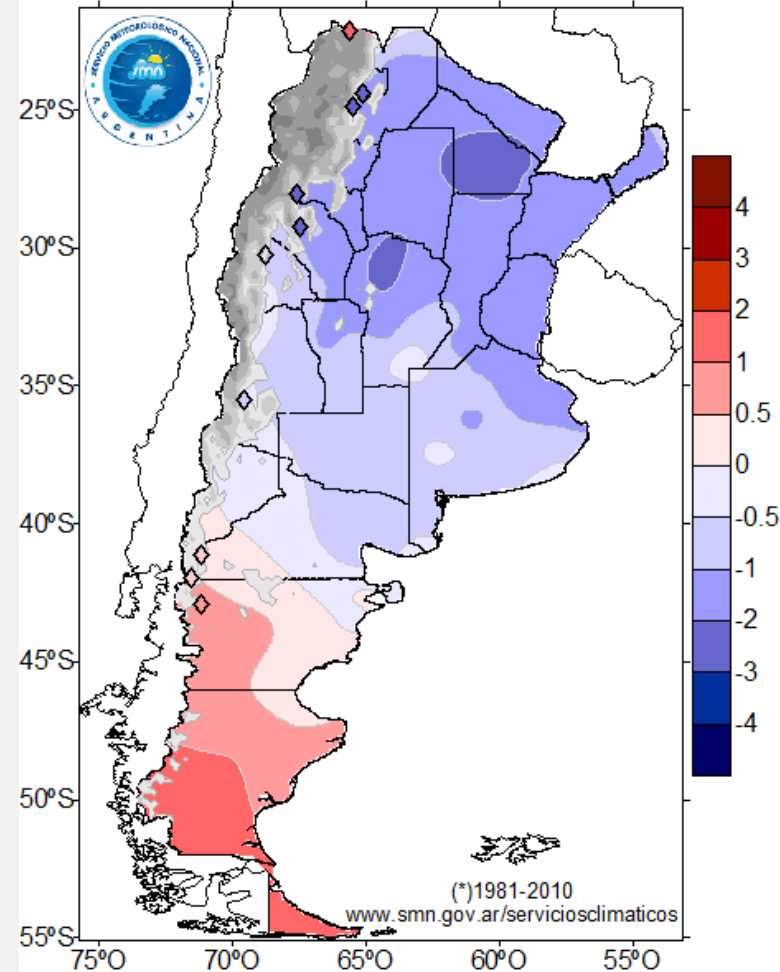 SERVICIO METEOROLÓGICO NACIONAL
smn
ARGENTINA
25ºS
30ºS
35ºS
40ºS
45ºS
50ºS
55ºS
75ºO
70ºO
65ºO
60ºO
55ºO
4
3
2
1
0.5
0
-0.5
-1
-2
-3
-4
(*)1981-2010
www.smn.gov.ar/serviciosclimaticos